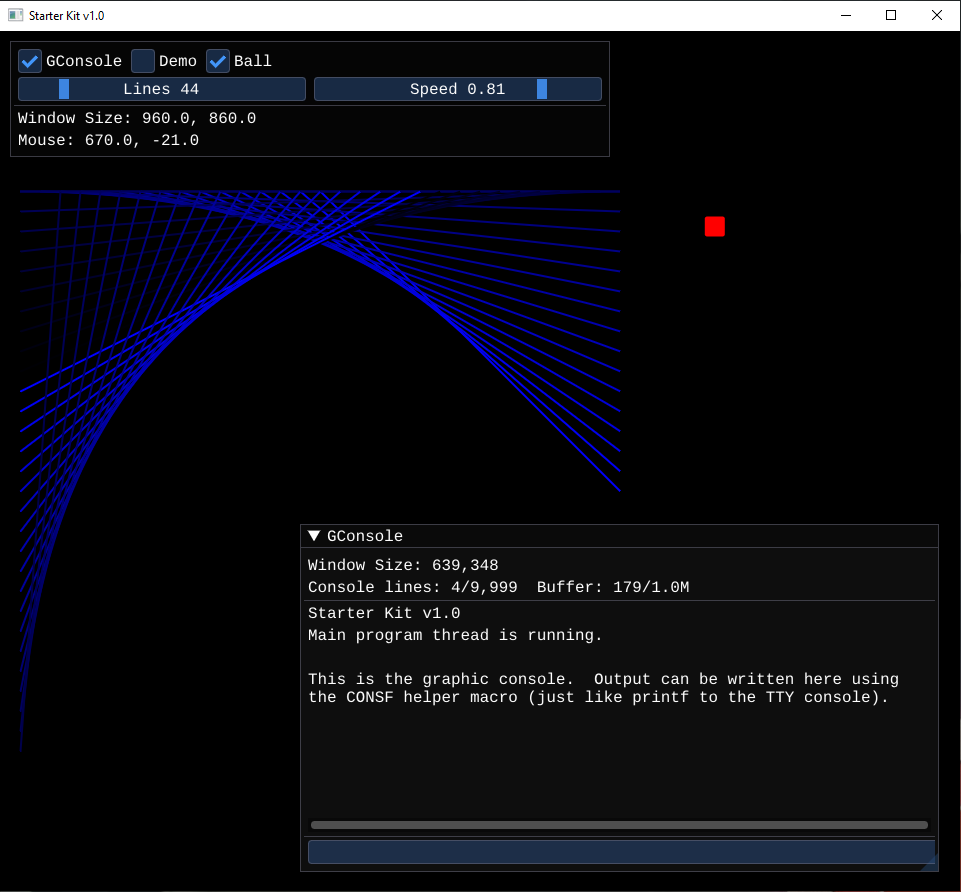 Starter Kit v1.0
GConsole Demo Ball
Lines 44 Speed 0.81
Window Size: 960.0, 860.0
Mouse: 670.0, -21.0
GConsole
Window Size: 639,348
Console lines: 4/9,999  Buffer: 179/1.0M
Starter Kit v1.0
Main program thread is running.
This is the graphic console.  Output can be written here using
the CONSF helper macro (just like printf to the TTY console).